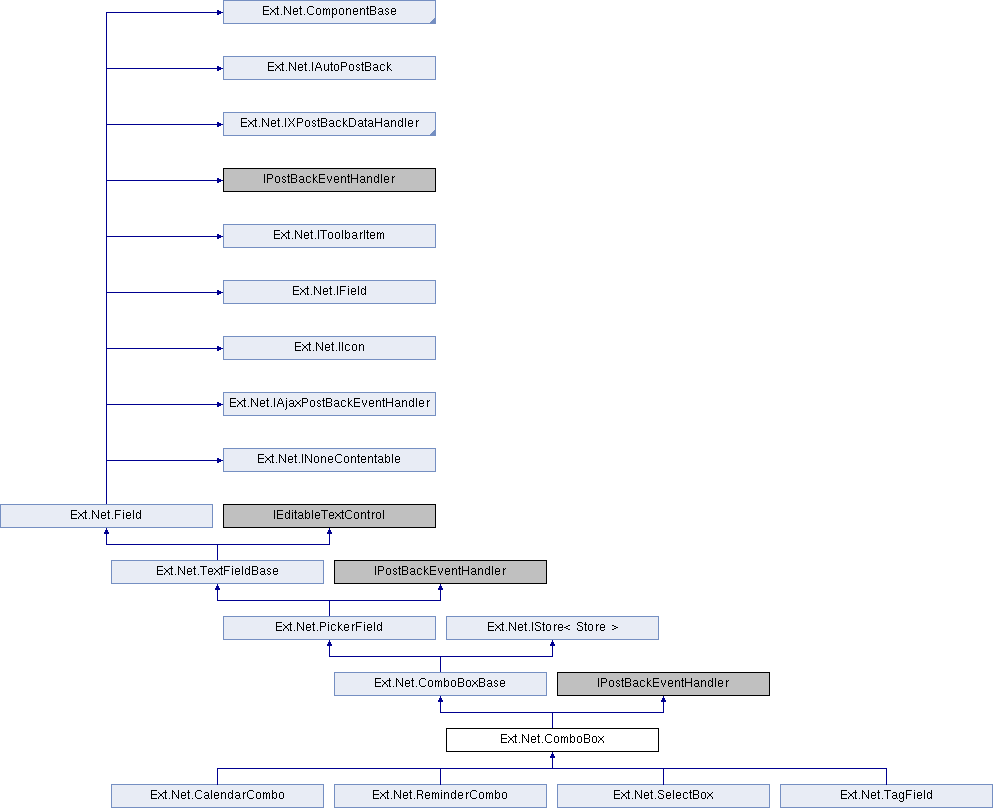 Ext.Net.ComponentBase
Ext.Net.IAutoPostBack
Ext.Net.IXPostBackDataHandler
IPostBackEventHandler
Ext.Net.IToolbarItem
Ext.Net.IField
Ext.Net.IIcon
Ext.Net.IAjaxPostBackEventHandler
Ext.Net.INoneContentable
Ext.Net.Field IEditableTextControl
Ext.Net.TextFieldBase IPostBackEventHandler
Ext.Net.PickerField Ext.Net.IStore< Store >
Ext.Net.ComboBoxBase IPostBackEventHandler
Ext.Net.ComboBox
Ext.Net.CalendarCombo Ext.Net.ReminderCombo Ext.Net.SelectBox Ext.Net.TagField